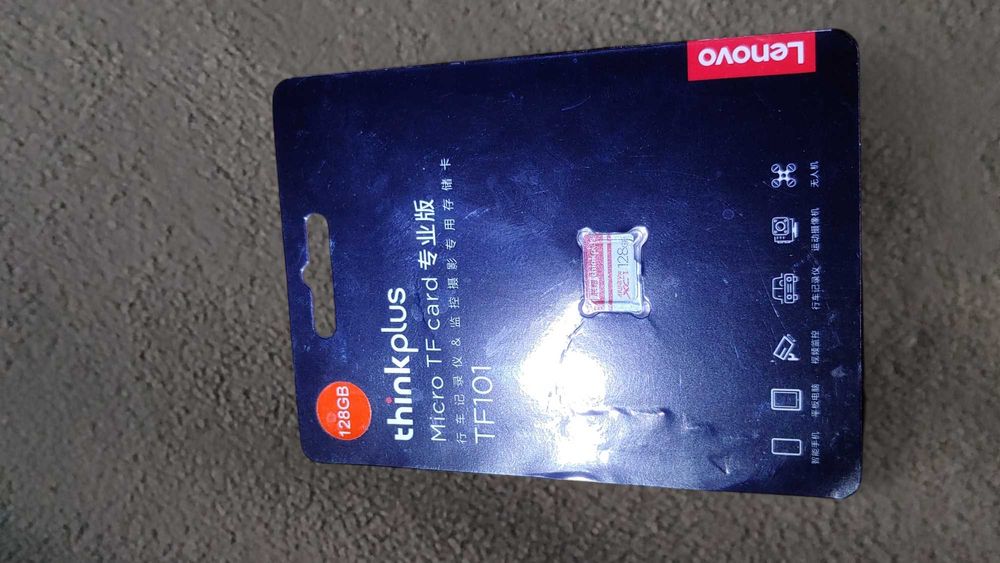 128GB
thinkplus
Micro TF card 专业版
行车记录仪&监控摄影专用存储卡
TF101
128GB
智能手机
平板电脑
视频监控
行车记录仪
运动摄像机
无人机
Lenovo